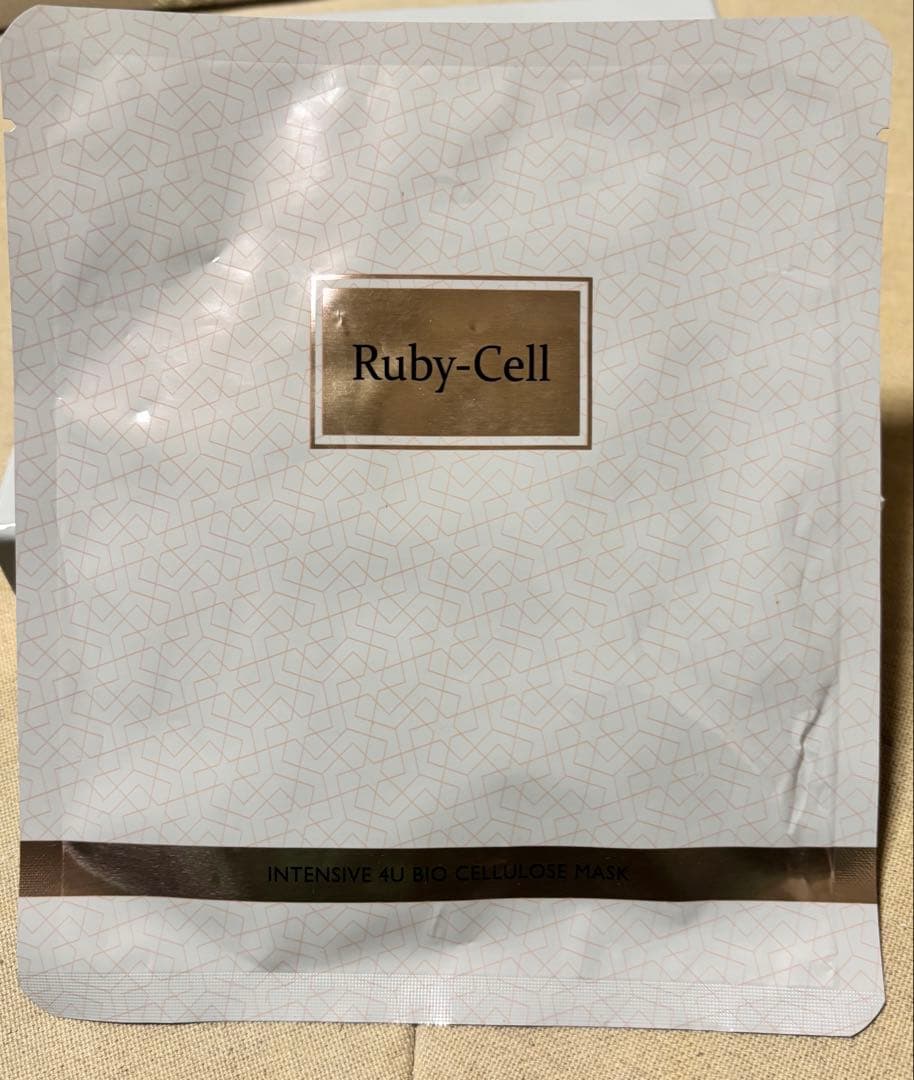 Ruby-Cell
INTENSIVE 4U BIO CELLULOSE MASK